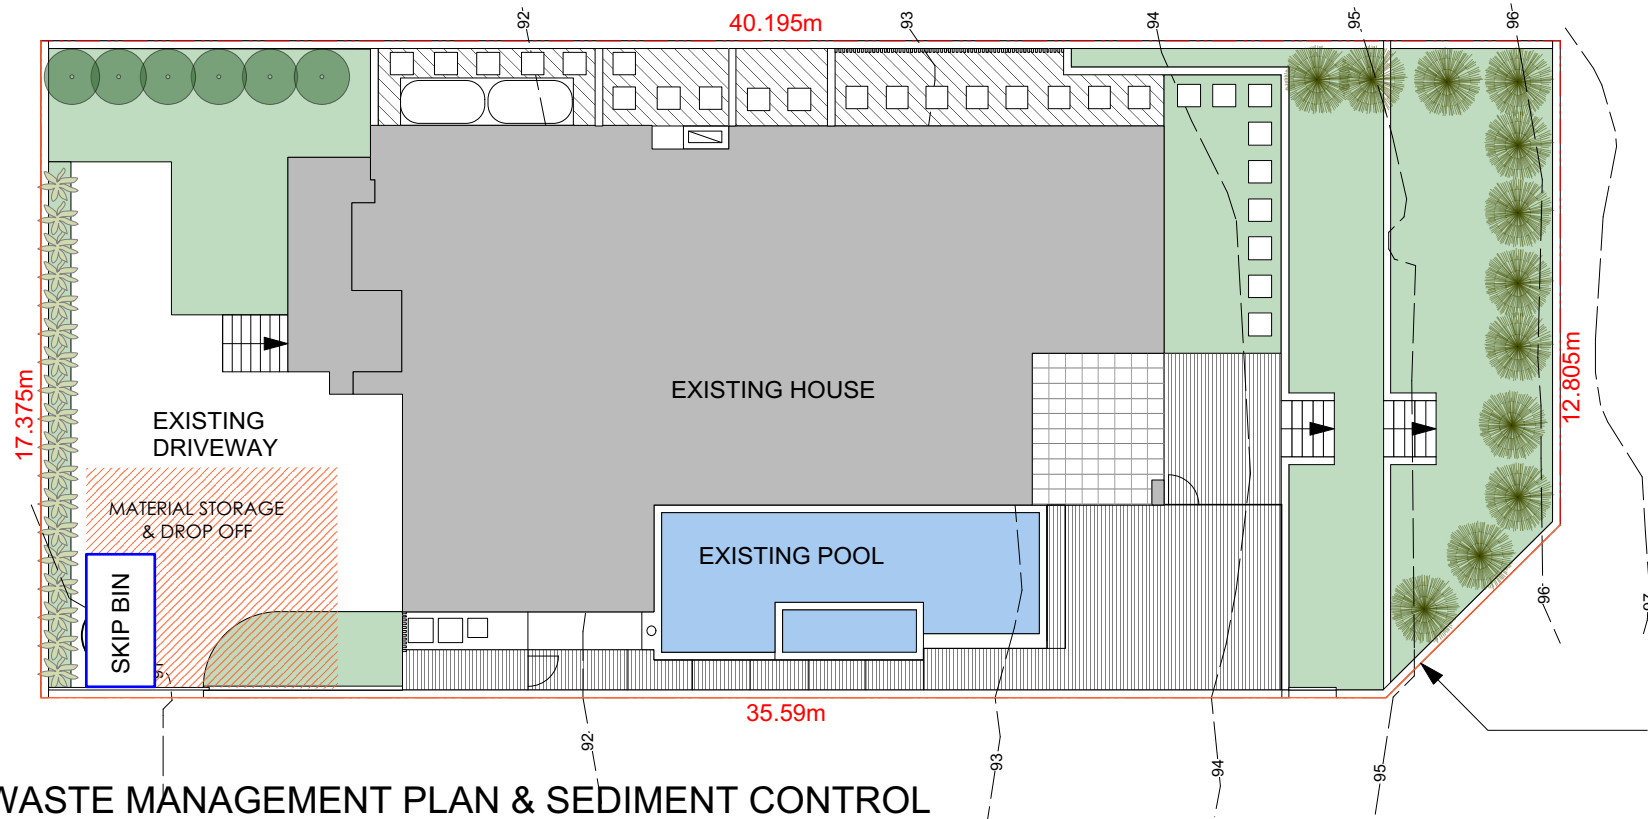 92
40.195m
93
94
95
96
17.375m
12.805m
EXISTING HOUSE
EXISTING
DRIVEWAY
MATERIAL STORAGE
& DROP OFF
EXISTING POOL
SKIP BIN
96
35.59m
92
93
94
95
WASTE MANAGEMENT PLAN & SEDIMENT CONTROL